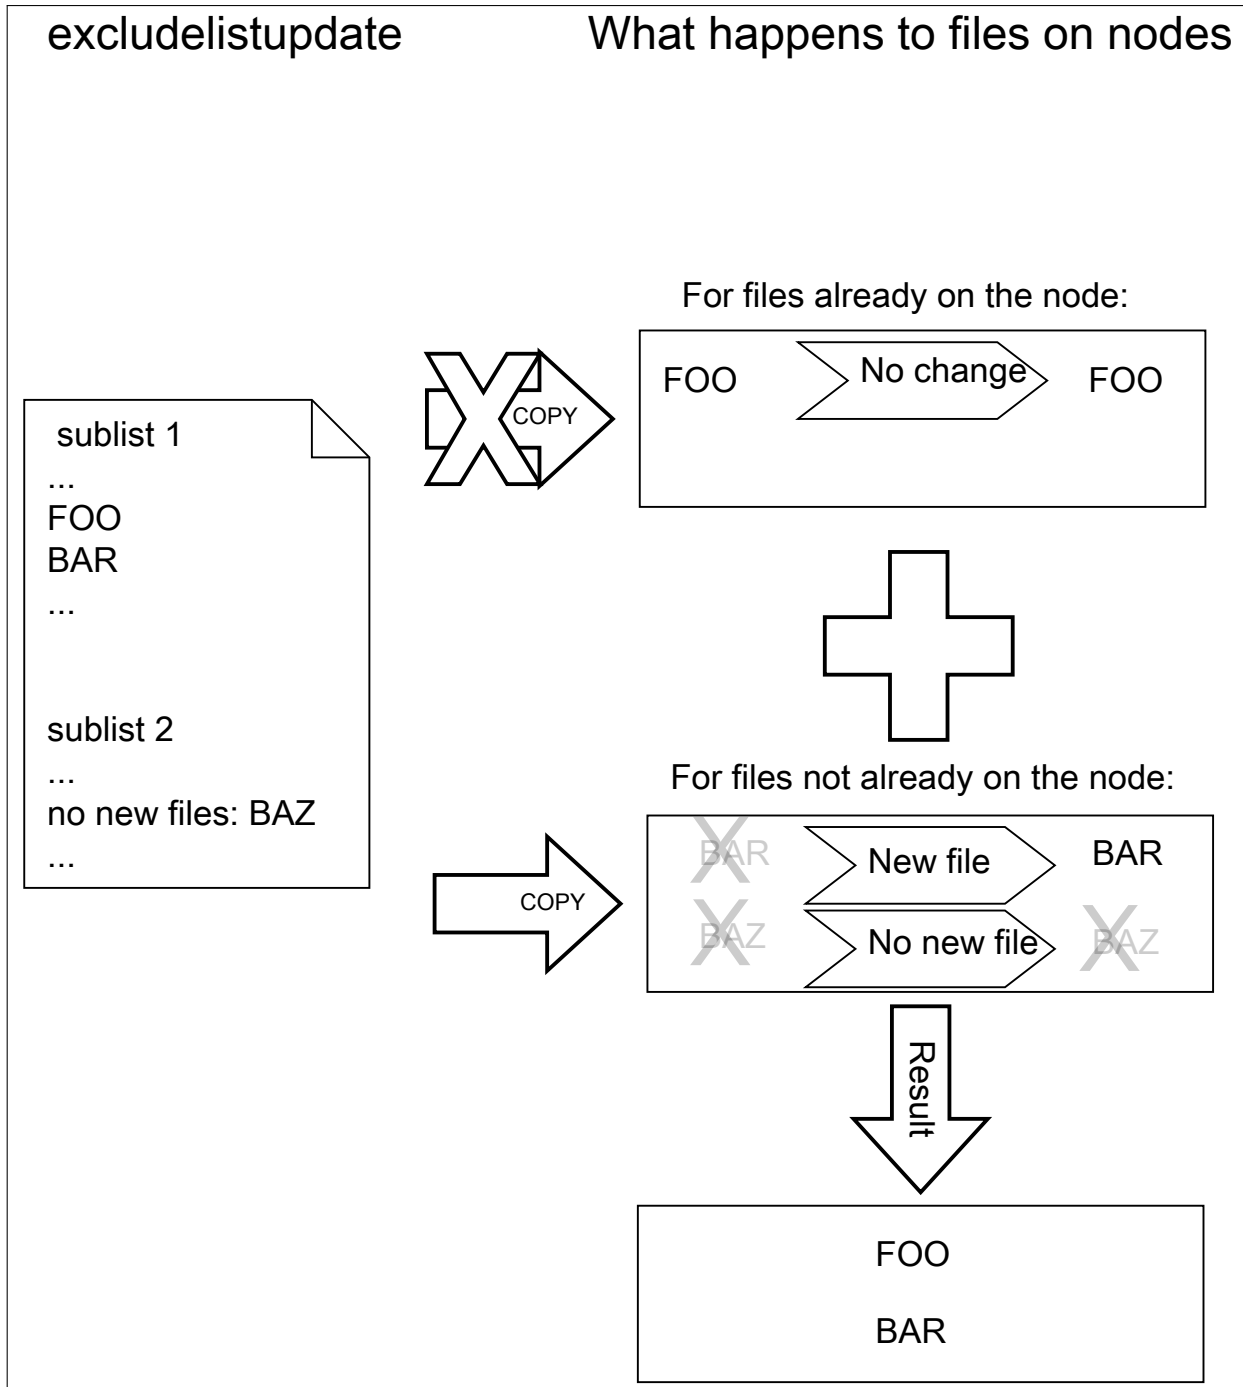 excludelistupdate
What happens to files on nodes
sublist 1
...
FOO
BAR
...
sublist 2
...
no new files: BAZ
...
COPY
For files already on the node:
FOO
No change
FOO
For files not already on the node:
COPY
BAR
New file
BAR
BAZ
No new file
BAZ
Result
FOO
BAR